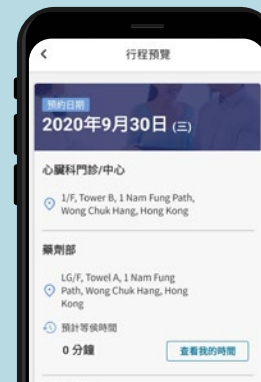 行程預覽
預約日期
2020年9月30日 (三)
心臟科門診/中心
1/F, Tower B, 1 Nam Fung Path,
Wong Chuk Hang, Hong Kong
藥劑部
LG/F, Towel A, 1 Nam Fung
Path, Wong Chuk Hang, Hong
Kong
預計等侯時間
0 分鐘
查看我的時間